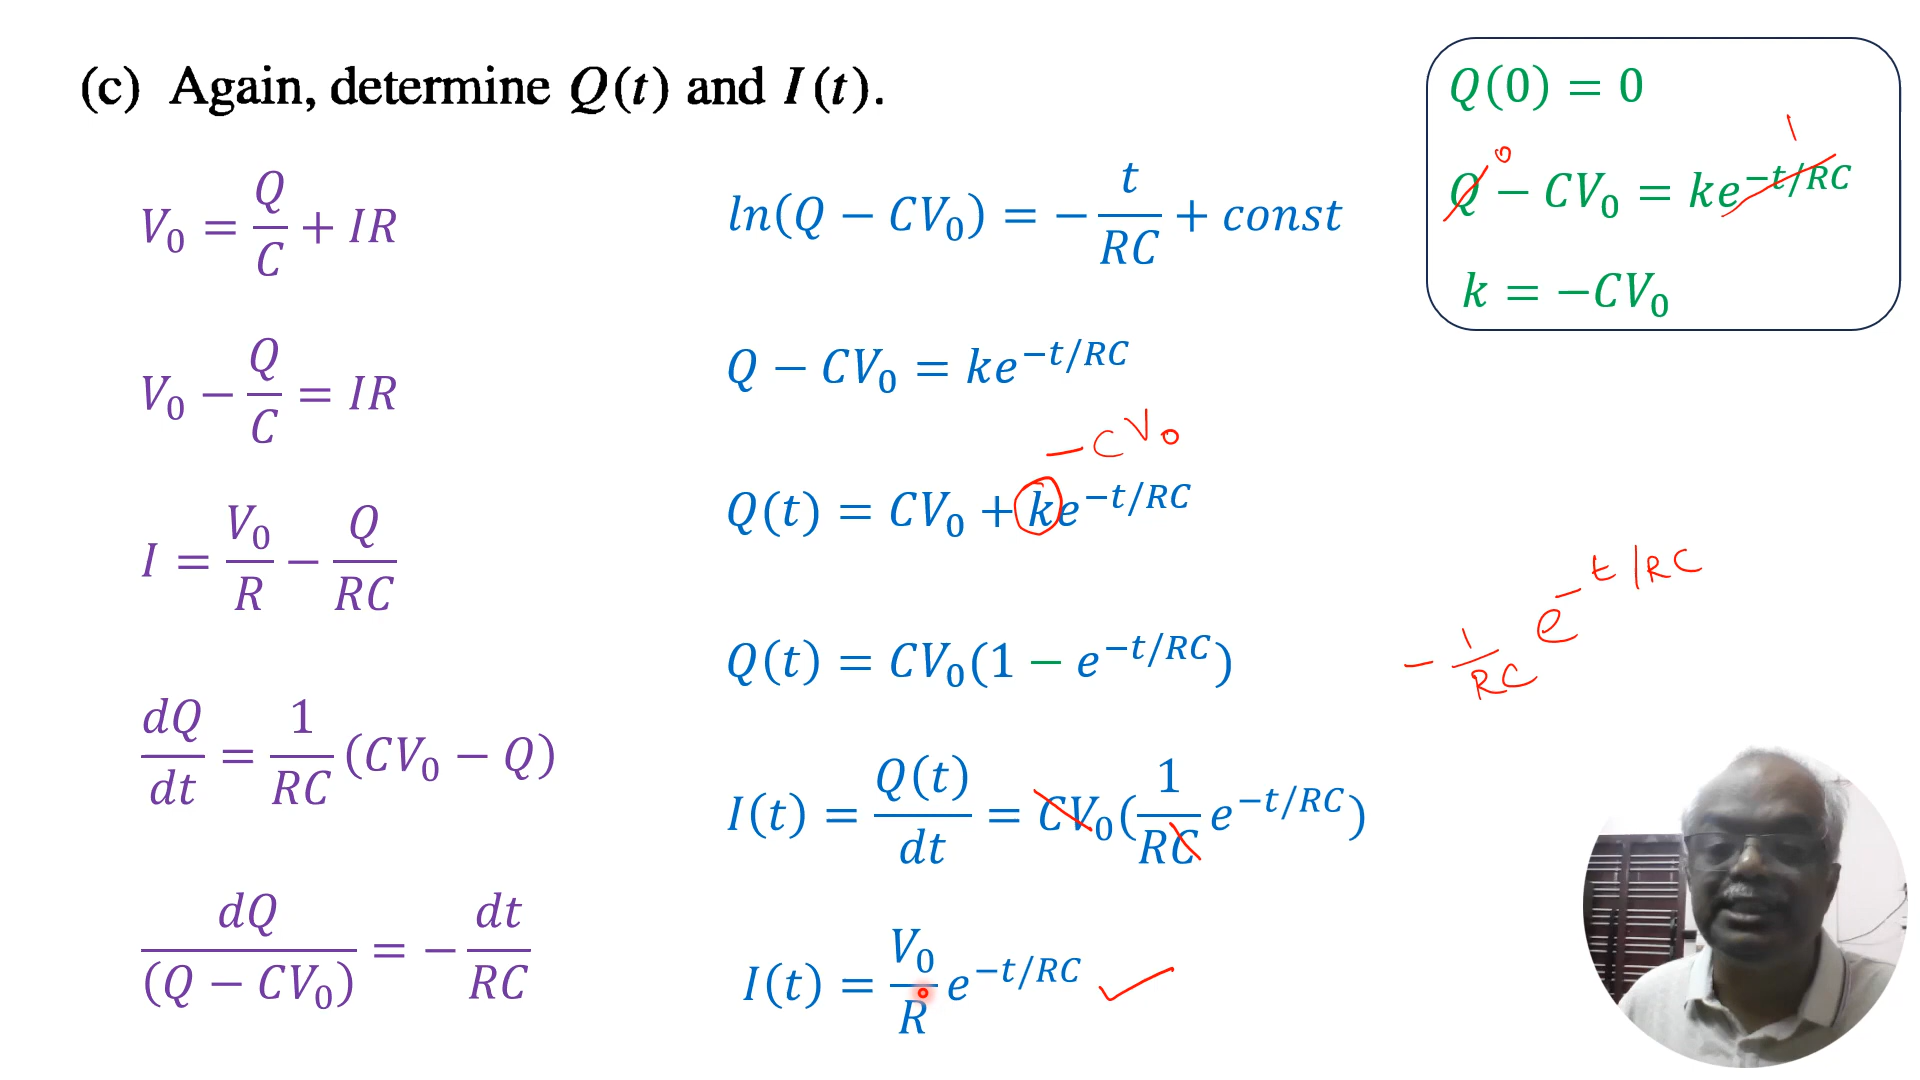 (c) Again, determine Q(t) and I(t).
V₀ = Q/C + IR
V₀ − Q/C = IR
I = V₀/R − Q/RC
dQ/dt = 1/RC (CV₀ − Q)
dQ/(Q − CV₀) = − dt/RC
ln(Q − CV₀) = − t/RC + const
Q − CV₀ = ke^(−t/RC)
− CV₀
Q(t) = CV₀ + ke^(−t/RC)
Q(t) = CV₀(1 − e^(−t/RC))
I(t) = Q(t)/dt = CV₀(1/RC e^(−t/RC))
I(t) = V₀/R e^(−t/RC) ✓
Q(0) = 0
0 1
Q − CV₀ = ke^(−t/RC)
k = −CV₀
− 1/RC e^(−t/RC)